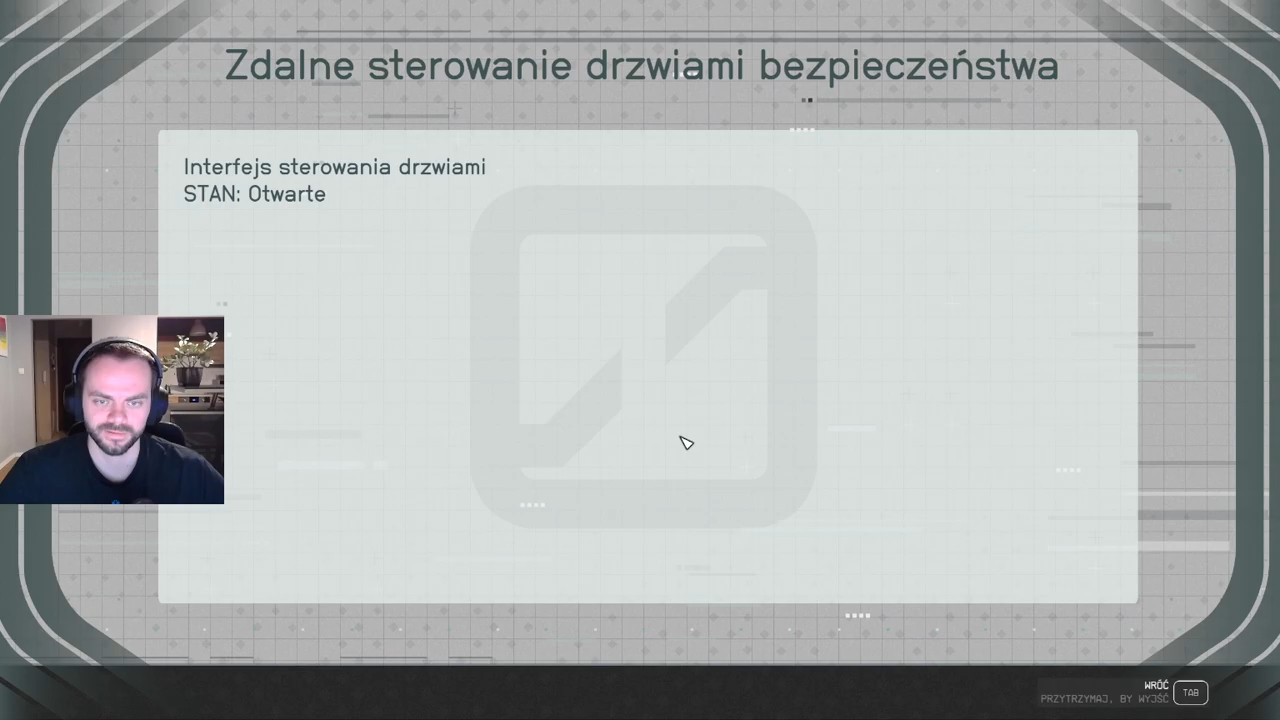 Zdalne sterowanie drzwiami bezpieczeństwa
Interfejs sterowania drzwiami
STAN: Otwarte
WRÓĆ
PRZYTRZYMAJ, BY WYJŚĆ
TAB